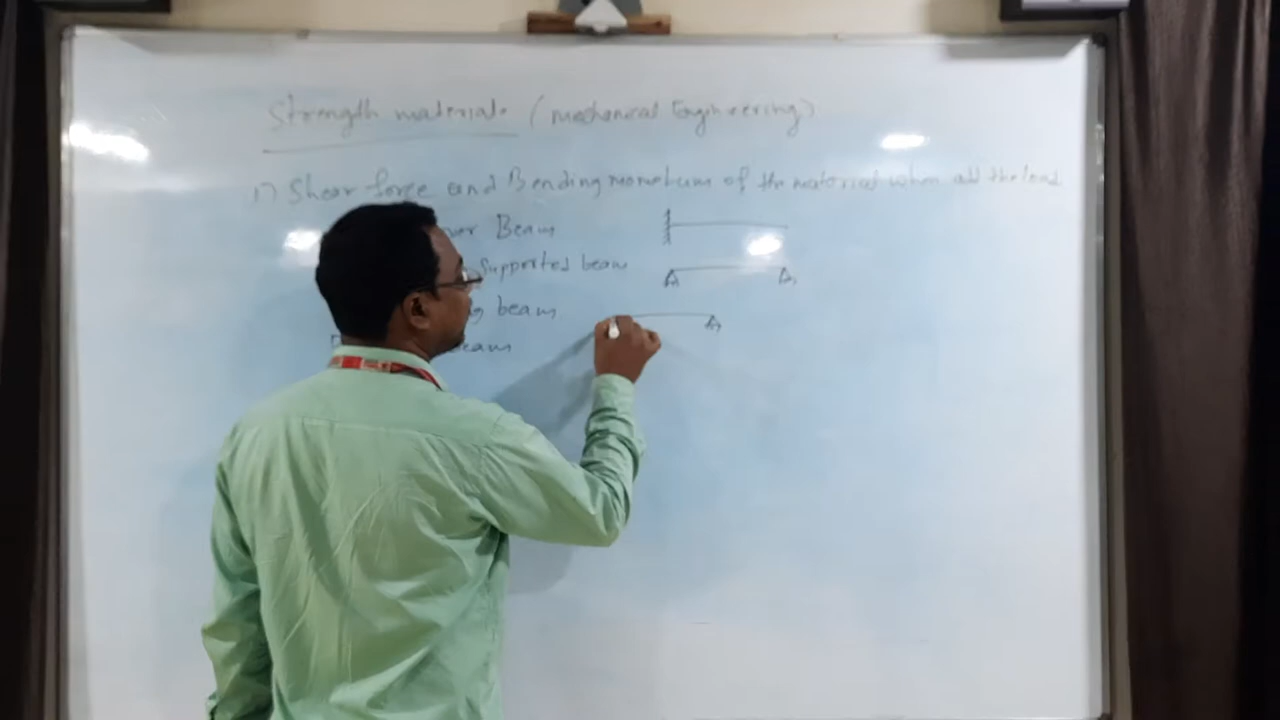 Strength materials (mechanical Engineering)
1) Shear force and Bending momentum of the material when all the load
Beam
Supported beam
beam